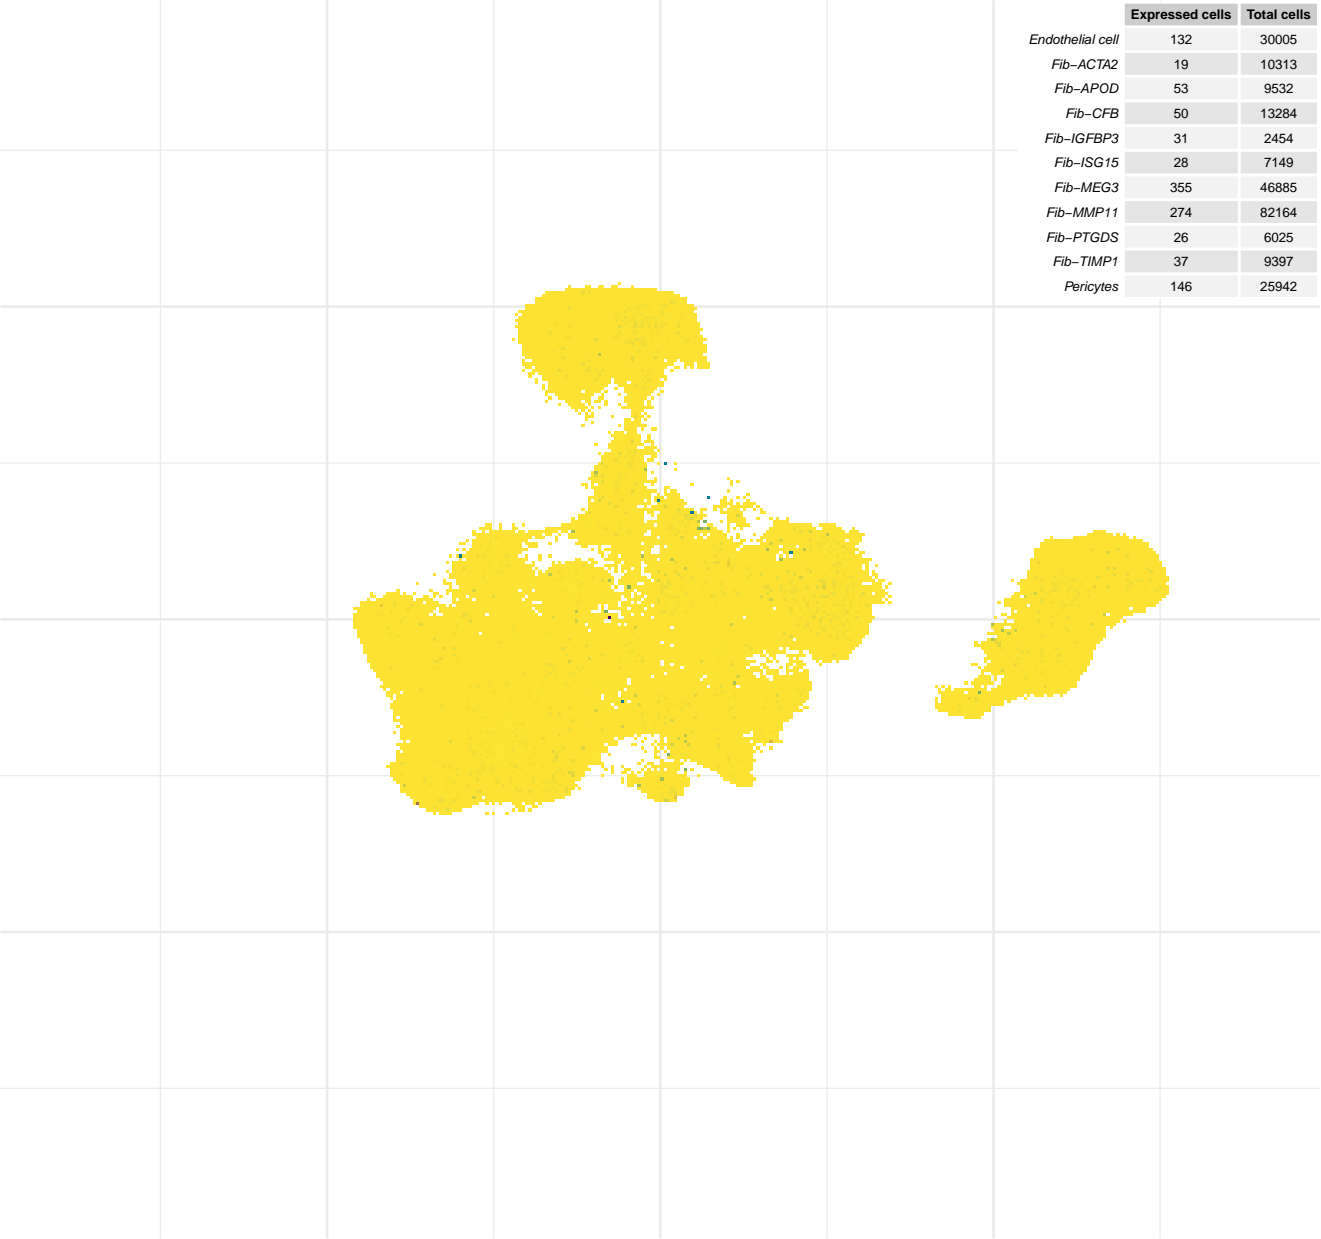 Expressed cells Total cells
Endothelial cell 132 30005
Fib−ACTA2 19 10313
Fib−APOD 53 9532
Fib−CFB 50 13284
Fib−IGFBP3 31 2454
Fib−ISG15 28 7149
Fib−MEG3 355 46885
Fib−MMP11 274 82164
Fib−PTGDS 26 6025
Fib−TIMP1 37 9397
Pericytes 146 25942